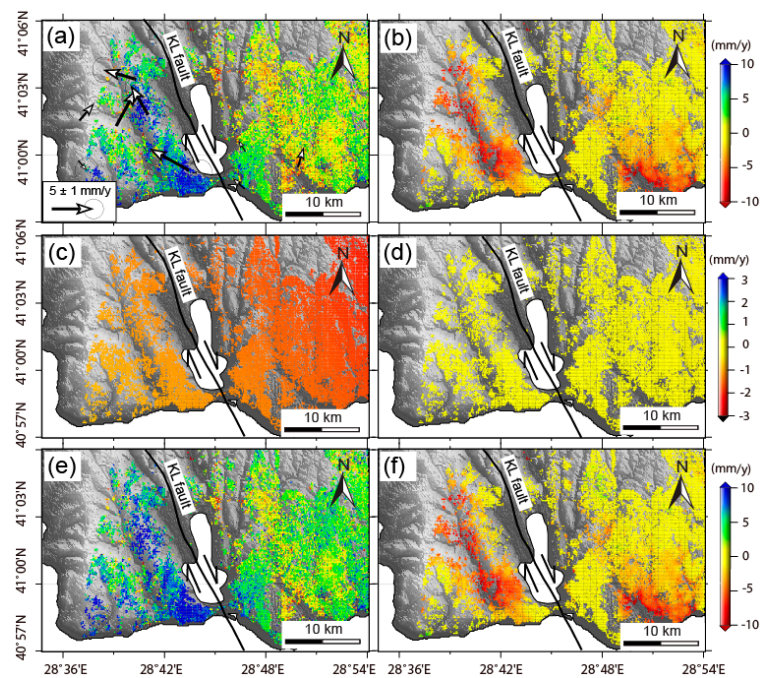 (a)
KL fault
N
5 ± 1 mm/y
10 km
41°06'N
41°03'N
41°00'N
(b)
KL fault
N
10 km
(mm/y)
10
5
0
-5
-10
(c)
KL fault
N
10 km
41°06'N
41°03'N
41°00'N
40°57'N
(d)
KL fault
N
10 km
(mm/y)
3
2
1
0
-1
-2
-3
(e)
KL fault
N
10 km
41°03'N
41°00'N
40°57'N
(f)
KL fault
N
10 km
(mm/y)
10
5
0
-5
-10
28°36'E 28°42'E 28°48'E 28°54'E 28°36'E 28°42'E 28°48'E 28°54'E